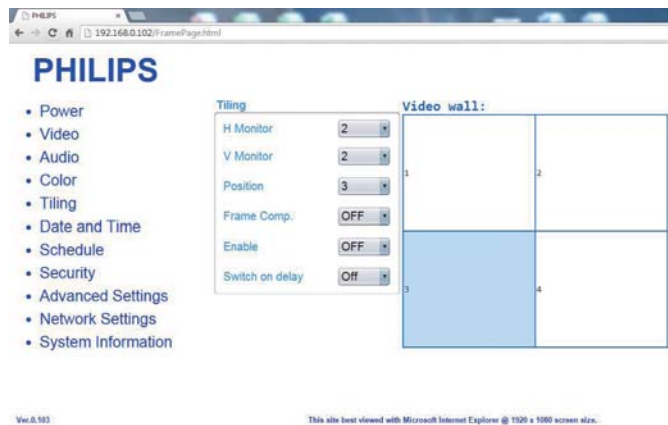 PHILIPS
192.168.0.102/FramePage.html
PHILIPS
• Power
• Video
• Audio
• Color
• Tiling
• Date and Time
• Schedule
• Security
• Advanced Settings
• Network Settings
• System Information
Tiling
H Monitor 2
V Monitor 2
Position 3
Frame Comp. OFF
Enable OFF
Switch on delay Off
Video wall:
1
2
3
4
Ver.0.103
This site best viewed with Microsoft Internet Explorer @ 1920 x 1080 screen size.